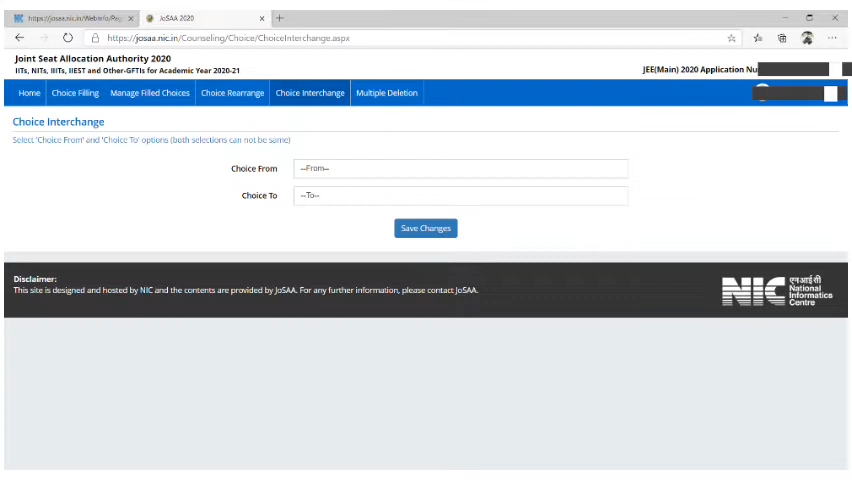 https://josaa.nic.in/Webinfo/Pag
JoSAA 2020
https://josaa.nic.in/Counseling/Choice/ChoiceInterchange.aspx
Joint Seat Allocation Authority 2020
IITs, NITs, IIITs, IIEST and Other-GFTIs for Academic Year 2020-21
JEE(Main) 2020 Application Nu
Home Choice Filling Manage Filled Choices Choice Rearrange Choice Interchange Multiple Deletion
Choice Interchange
Select 'Choice From' and 'Choice To' options (both selections can not be same)
Choice From --From--
Choice To --To--
Save Changes
Disclaimer:
This site is designed and hosted by NIC and the contents are provided by JoSAA. For any further information, please contact JoSAA.
NIC
एन आई सी
National
Informatics
Centre